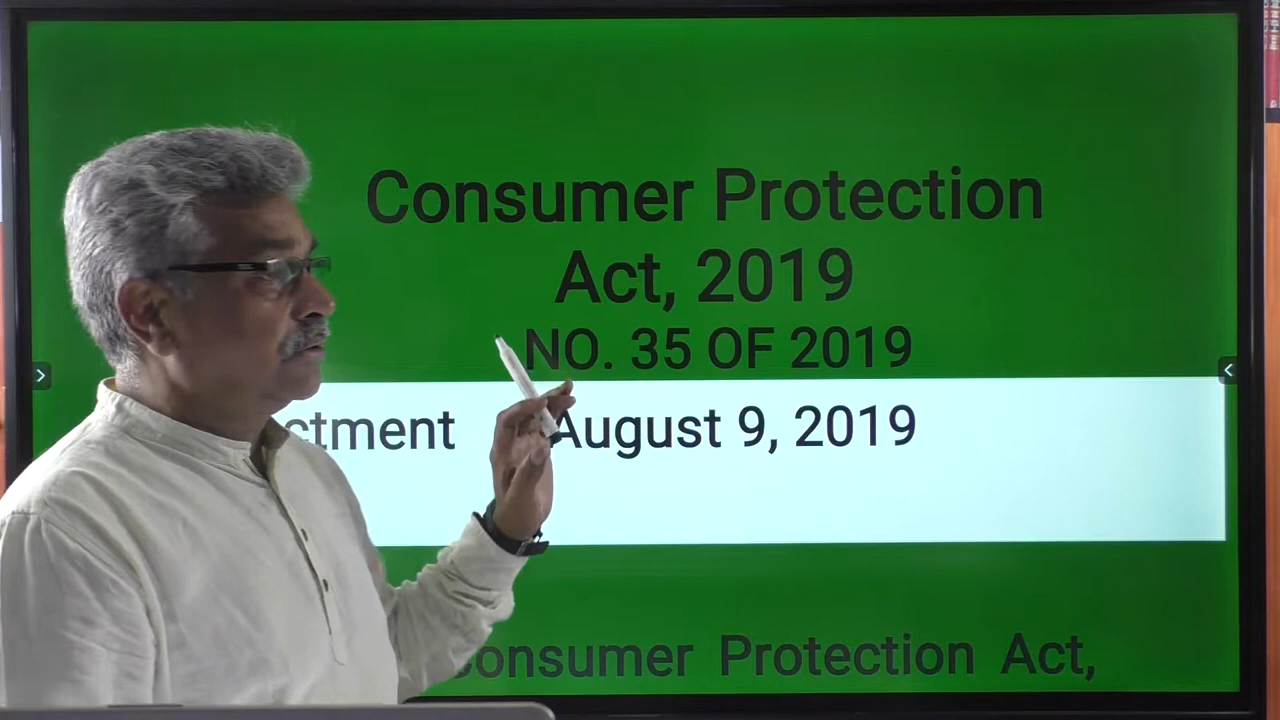 Consumer Protection
Act, 2019
NO. 35 OF 2019
ctment August 9, 2019
onsumer Protection Act,